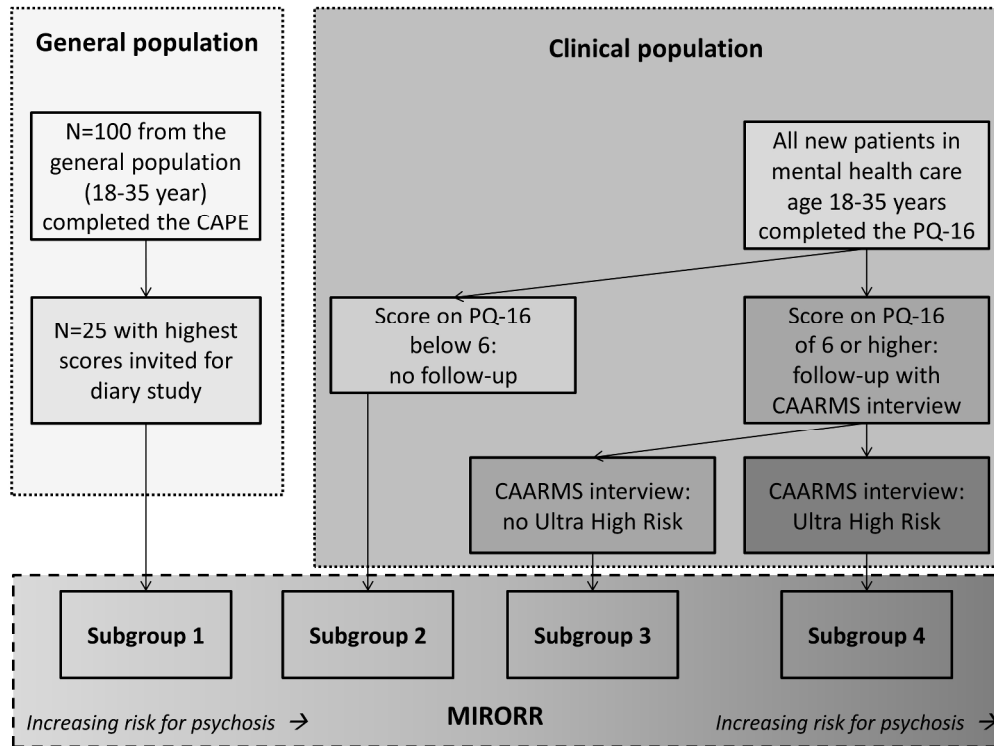 General population
N=100 from the
general population
(18-35 year)
completed the CAPE
N=25 with highest
scores invited for
diary study
Clinical population
All new patients in
mental health care
age 18-35 years
completed the PQ-16
Score on PQ-16
below 6:
no follow-up
Score on PQ-16
of 6 or higher:
follow-up with
CAARMS interview
CAARMS interview:
no Ultra High Risk
CAARMS interview:
Ultra High Risk
Subgroup 1
Subgroup 2
Subgroup 3
Subgroup 4
Increasing risk for psychosis →
MIRORR
Increasing risk for psychosis →